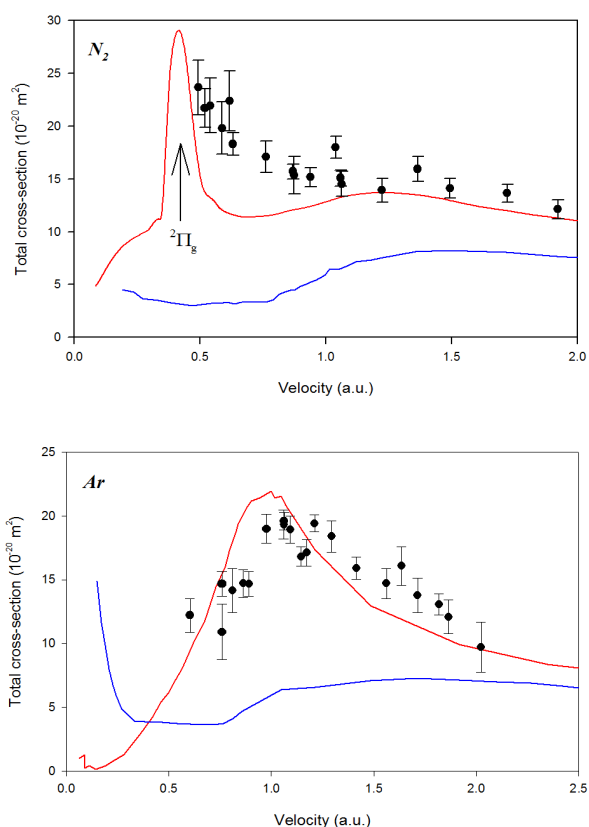 30
N₂
25
20
15
10
5
0
²Πg
Total cross-section (10⁻²⁰ m²)
0.0 0.5 1.0 1.5 2.0
Velocity (a.u.)
25
Ar
20
15
10
5
0
Total cross-section (10⁻²⁰ m²)
0.0 0.5 1.0 1.5 2.0 2.5
Velocity (a.u.)